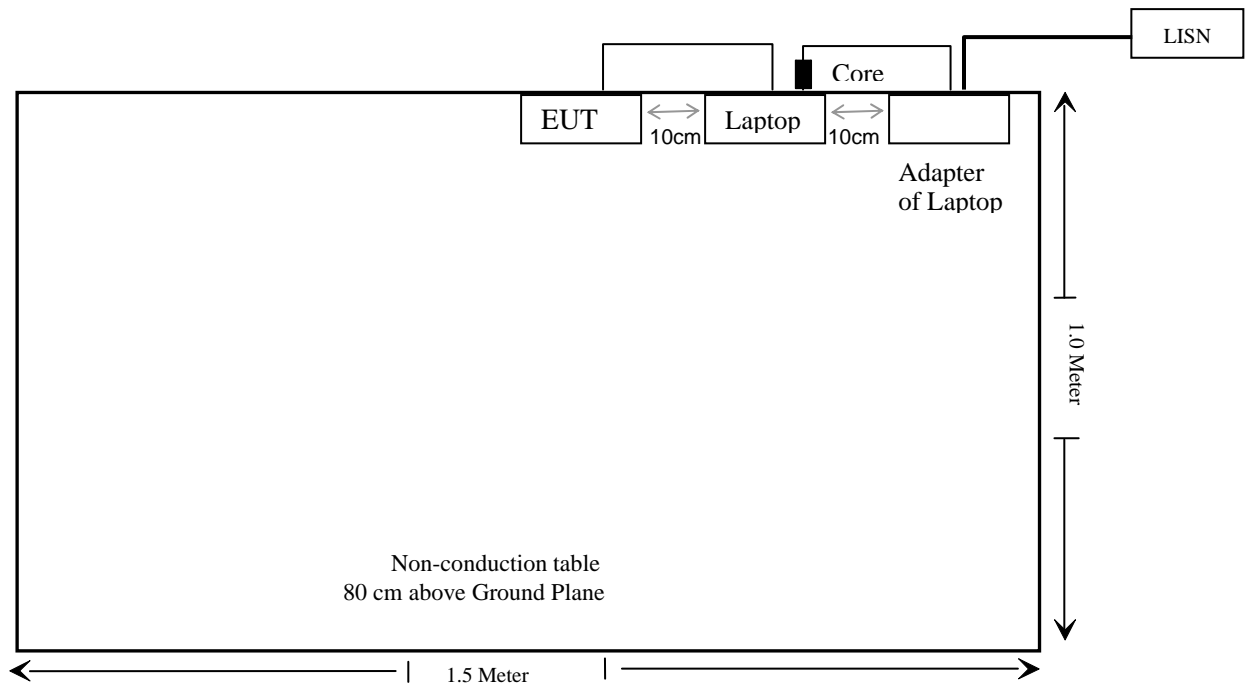 LISN
Core
EUT
Laptop
10cm
10cm
Adapter
of Laptop
1.0 Meter
Non-conduction table
80 cm above Ground Plane
1.5 Meter